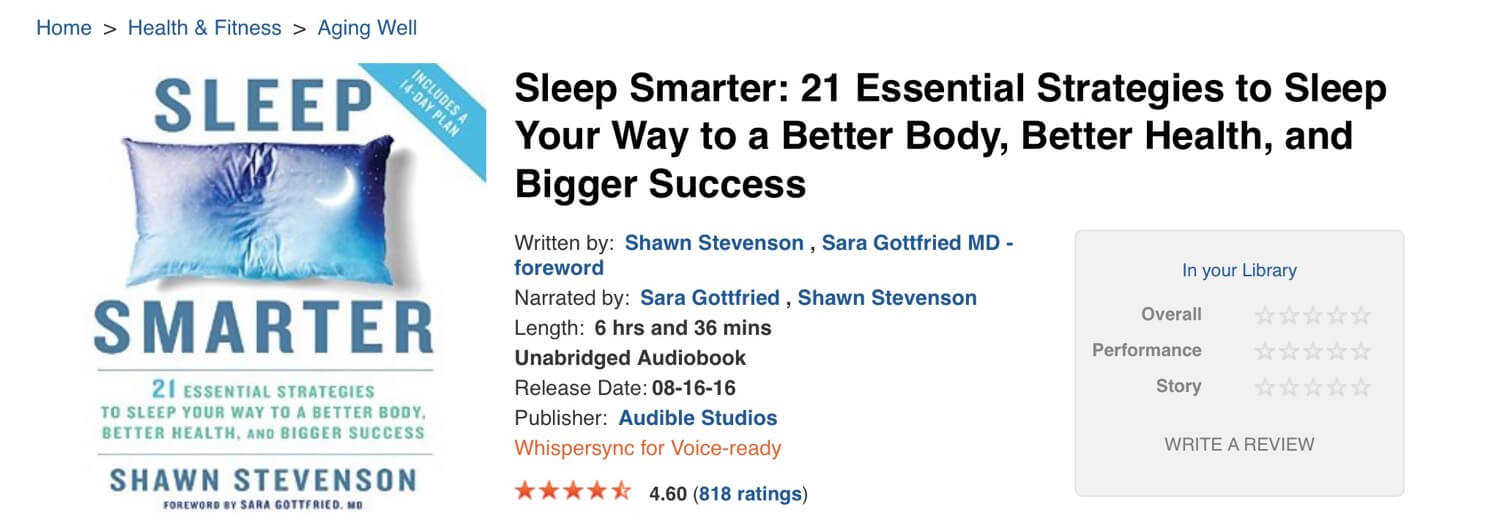 Home > Health & Fitness > Aging Well
SLEEP
INCLUDES A
14-DAY PLAN
SMARTER
21 ESSENTIAL STRATEGIES
TO SLEEP YOUR WAY TO A BETTER BODY,
BETTER HEALTH, AND BIGGER SUCCESS
SHAWN STEVENSON
FOREWORD BY SARA GOTTFRIED, MD
Sleep Smarter: 21 Essential Strategies to Sleep
Your Way to a Better Body, Better Health, and
Bigger Success
Written by: Shawn Stevenson , Sara Gottfried MD -
foreword
Narrated by: Sara Gottfried , Shawn Stevenson
Length: 6 hrs and 36 mins
Unabridged Audiobook
Release Date: 08-16-16
Publisher: Audible Studios
Whispersync for Voice-ready
4.60 (818 ratings)
In your Library
Overall
Performance
Story
WRITE A REVIEW